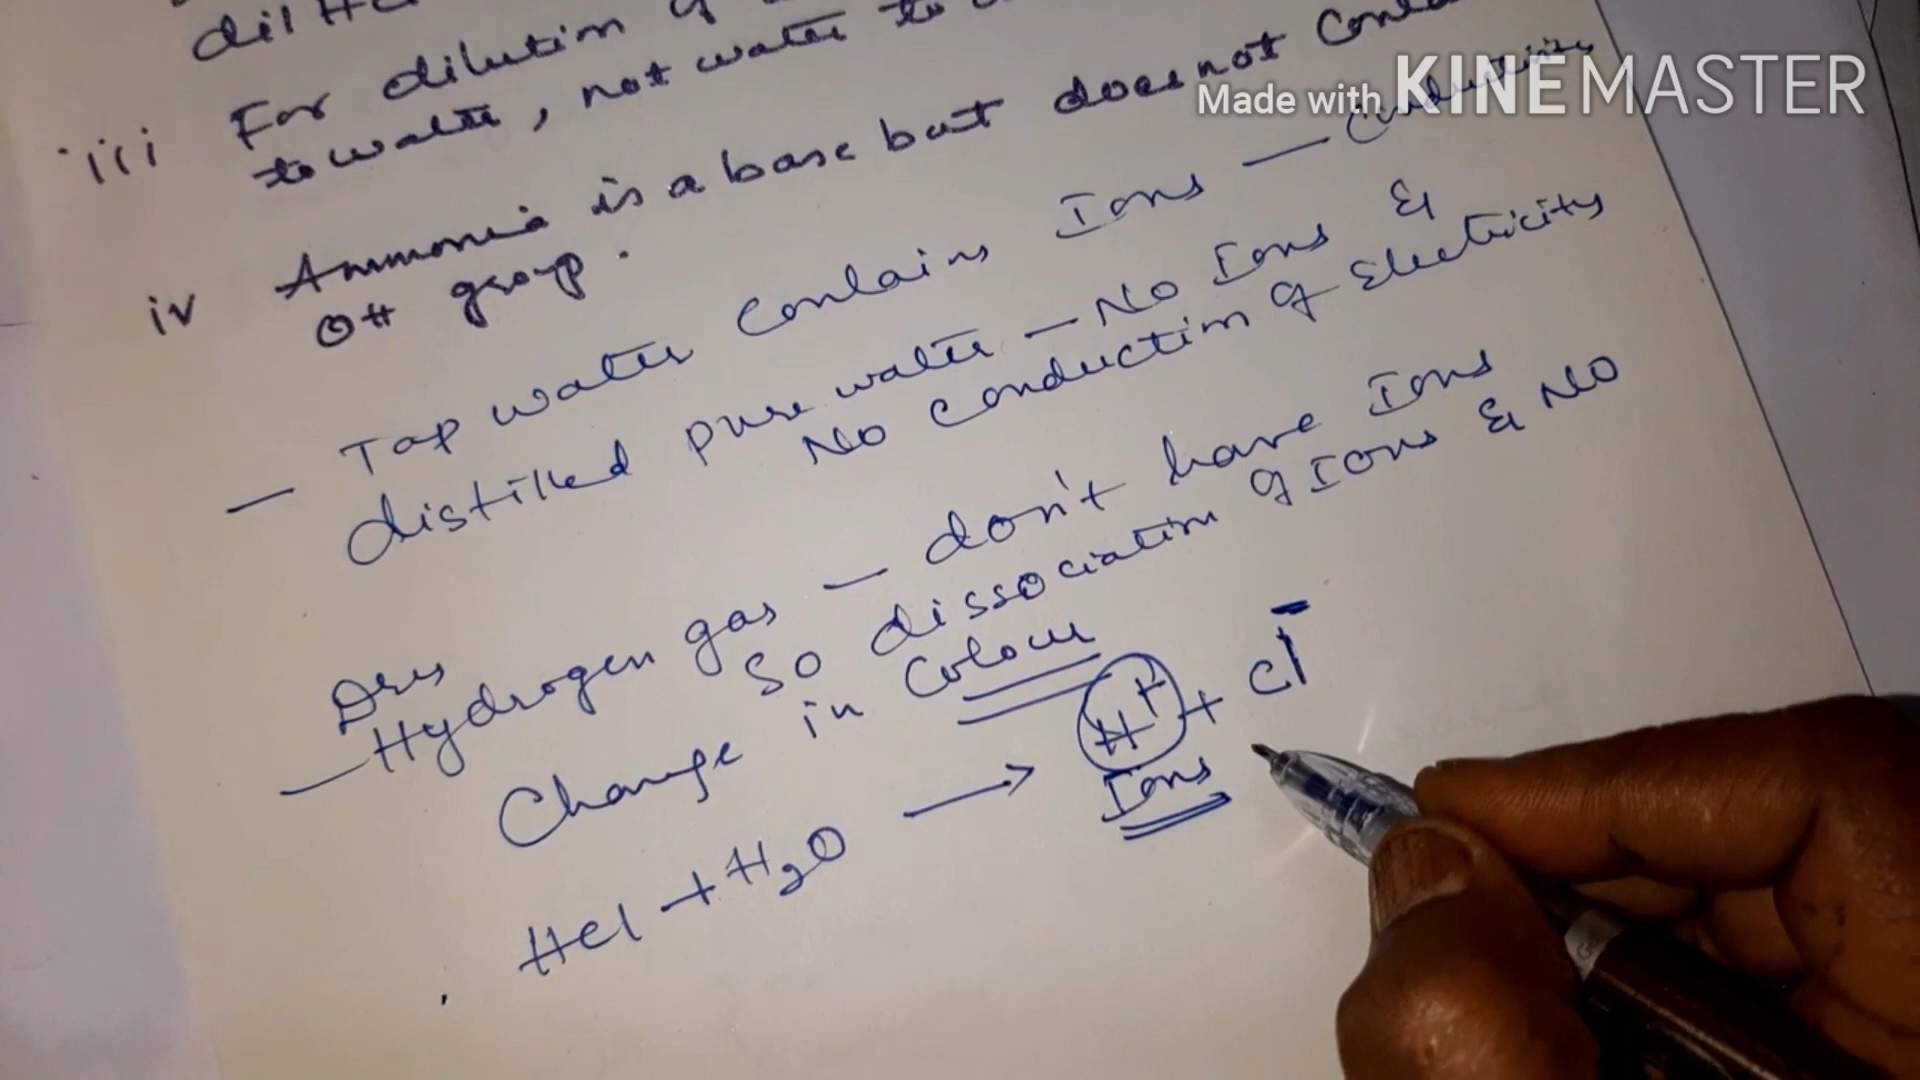 dil HCl
iii For dilution of
to water, not water to
iv Ammonia is a base but does not
OH group.
— Tap water contains Ions — Conductivity
distilled pure water — No Ions &
No Conduction of Electricity
Dry
— Hydrogen gas — don't have Ions
So dissociation of Ions & No
Change in Colour
HCl + H2O → H+ + Cl-
Ions
Made with KINEMASTER